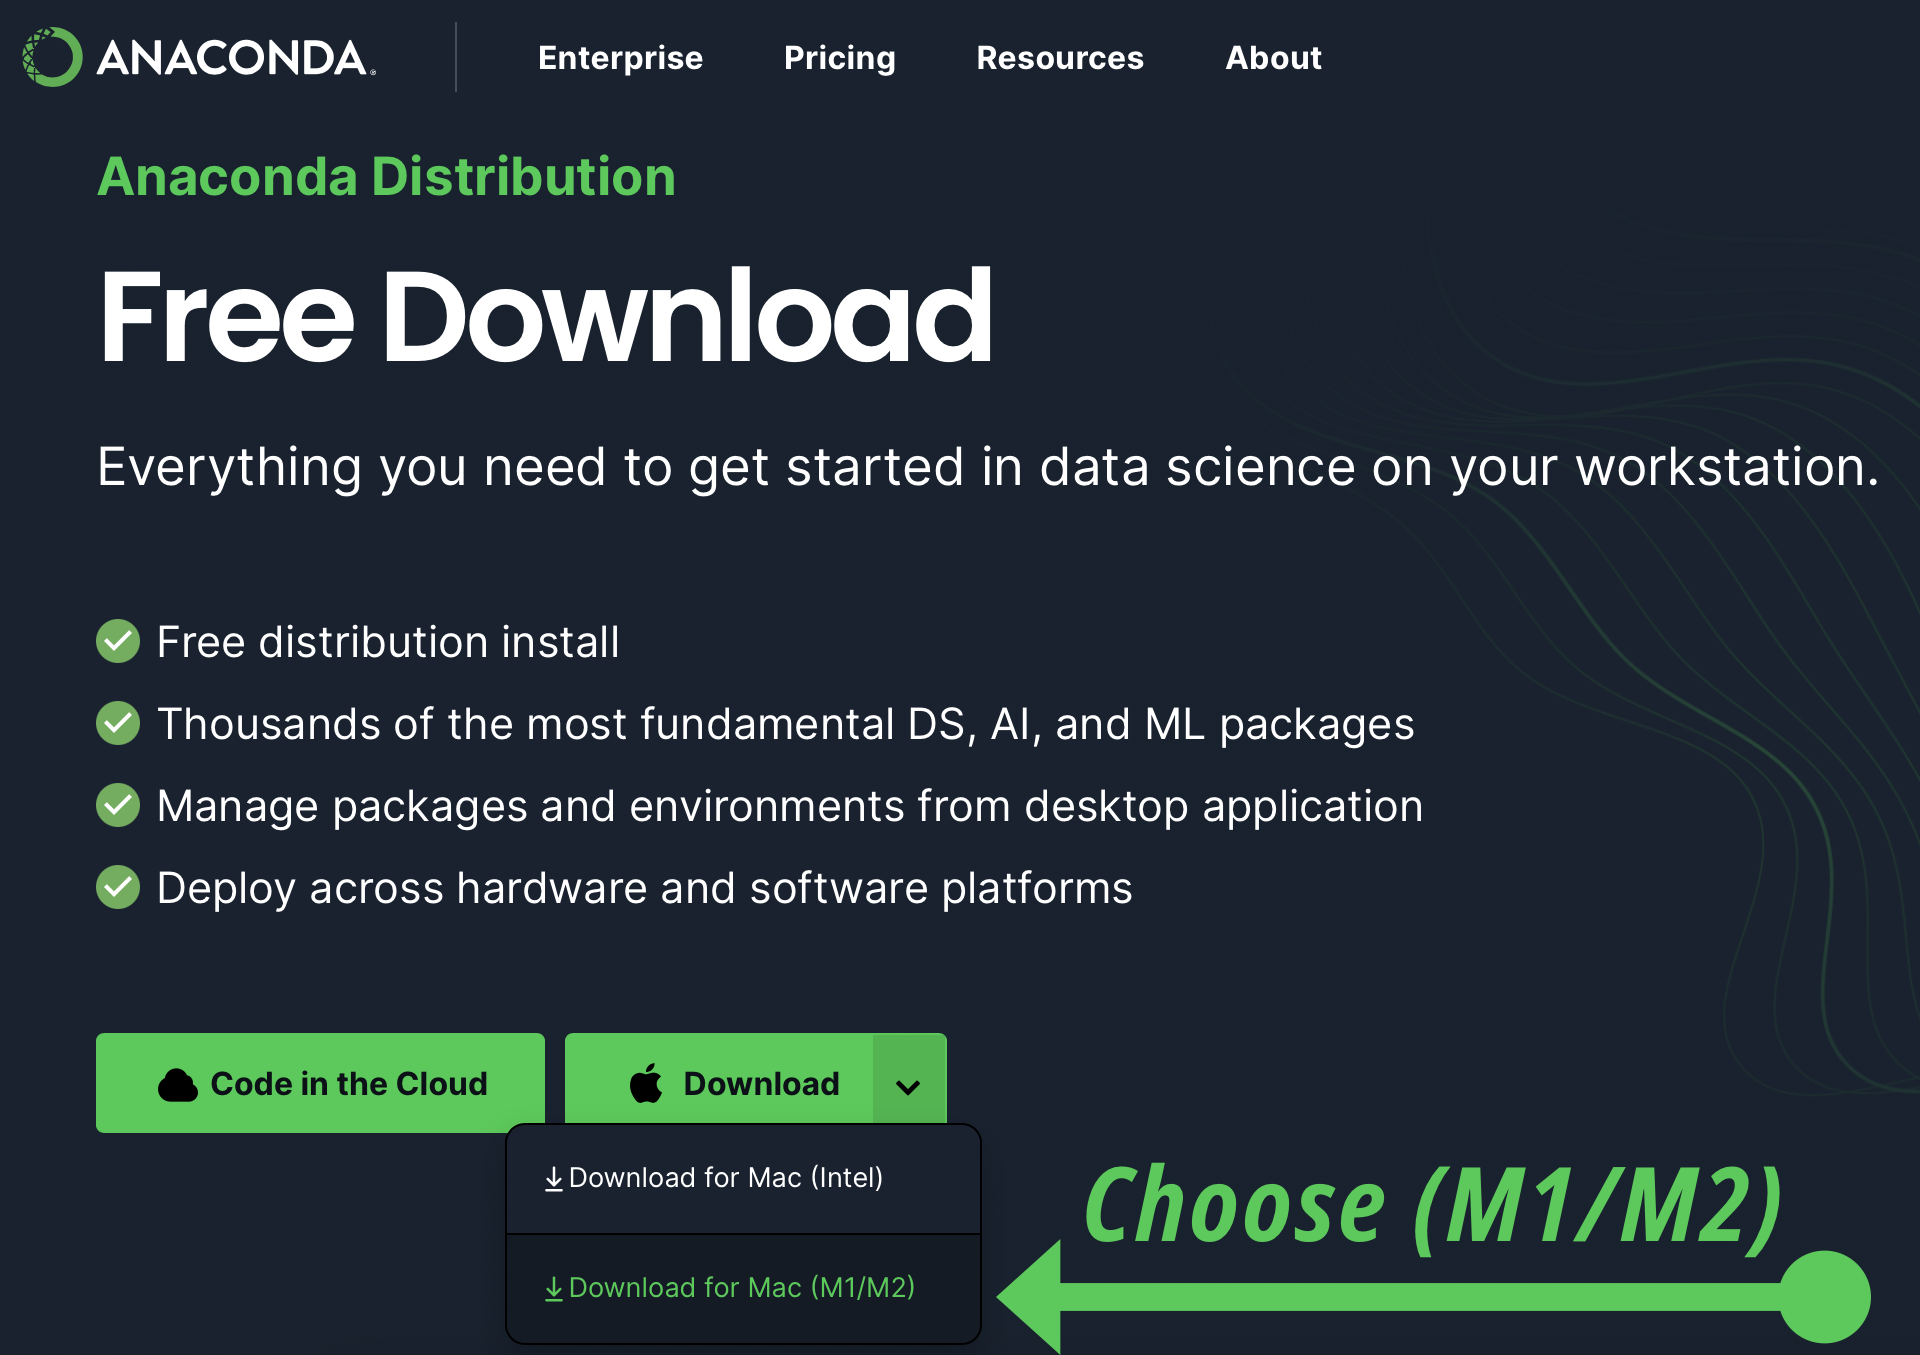 ANACONDA.®
Enterprise Pricing Resources About
Anaconda Distribution
Free Download
Everything you need to get started in data science on your workstation.
Free distribution install
Thousands of the most fundamental DS, AI, and ML packages
Manage packages and environments from desktop application
Deploy across hardware and software platforms
Code in the Cloud
Download
Download for Mac (Intel)
Download for Mac (M1/M2)
Choose (M1/M2)